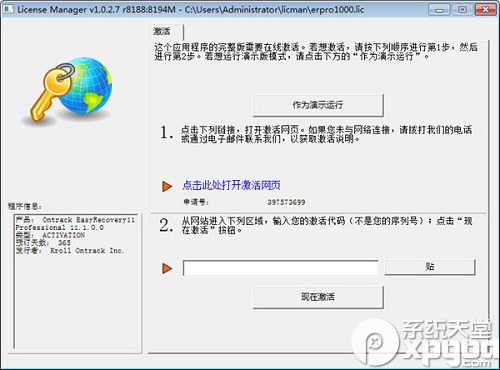 License Manager v1.0.2.7 r8188:8194M - C:\Users\Administrator\licman\erpro1000.lic
激活
这个应用程序的完整版需要在线激活。若想激活，请按下列顺序进行第1步，然后
进行第2步。若想运行演示版模式，请点击下方的“作为演示运行”。
作为演示运行
1. 点击下列链接，打开激活网页。如果您未与网络连接，请拨打我们的电话
或通过电子邮件联系我们，以获取激活说明。
点击此处打开激活网页
申请号： 397573699
程序信息：
产品： Ontrack EasyRecovery11
Professional 11.1.0.0
类型： ACTIVATION
预订天数： 365
发行者： Kroll Ontrack Inc.
2. 从网站进入下列区域，输入您的激活代码（不是您的序列号）；点击“现
在激活”按钮。
贴
现在激活
系统天堂
xpgod